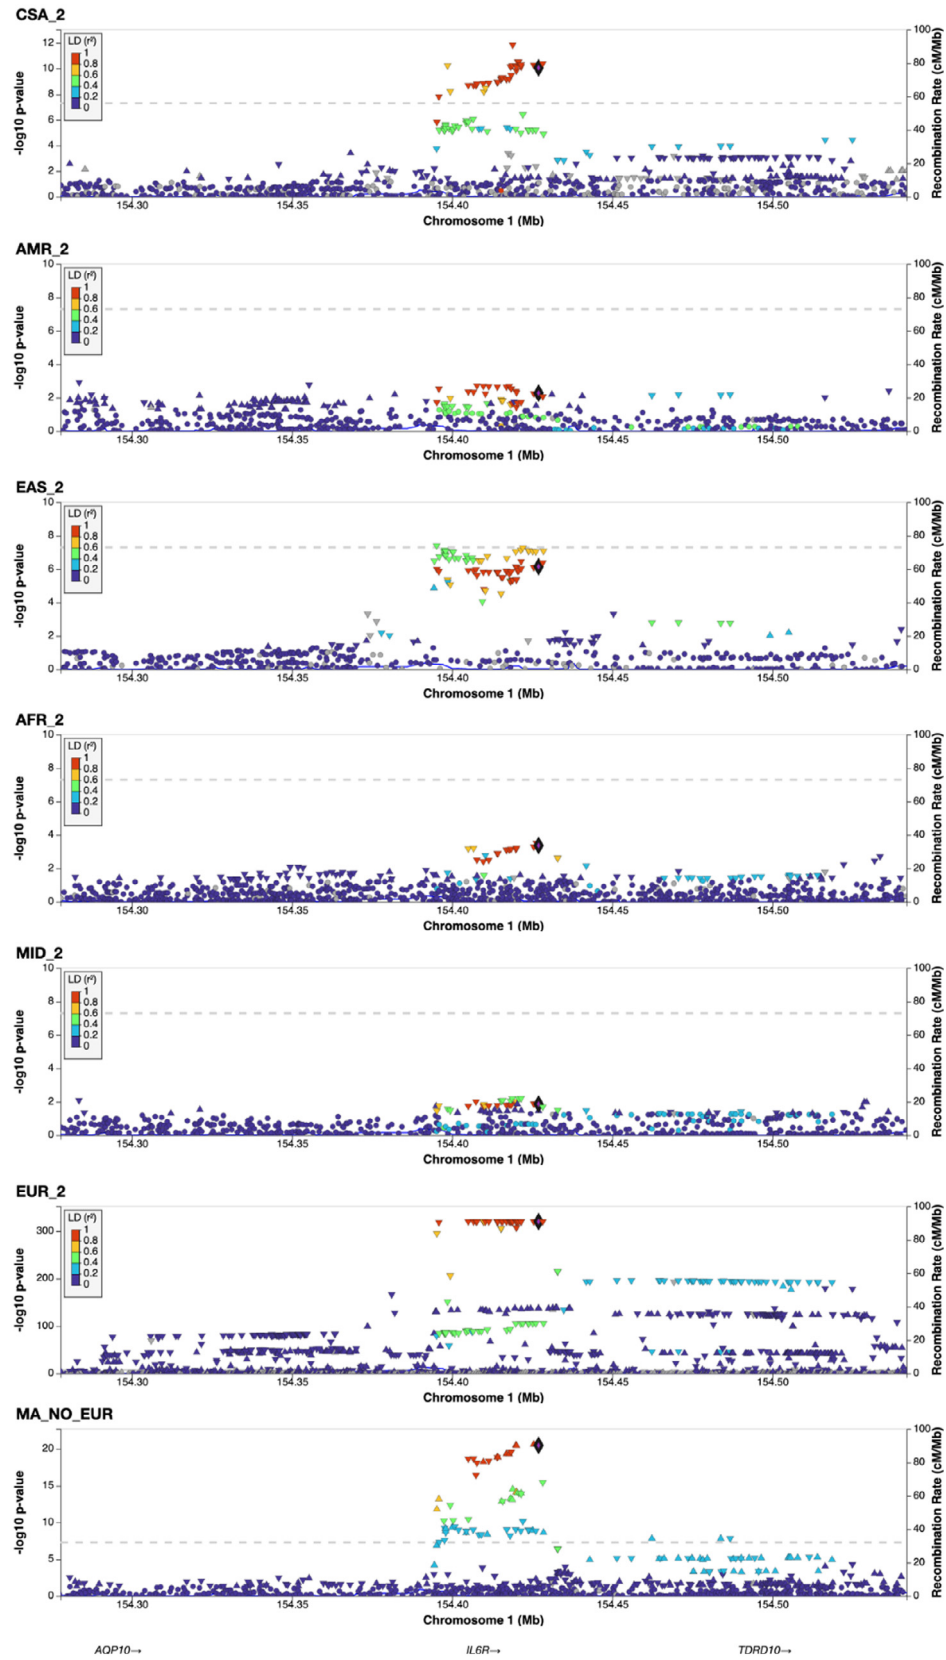 CSA_2
LD (r²)
1
0.8
0.6
0.4
0.2
0
12
10
8
6
4
2
0
100
80
60
40
20
0
-log10 p-value
Recombination Rate (cM/Mb)
154.30 154.35 154.40 154.45 154.50
Chromosome 1 (Mb)
AMR_2
LD (r²)
1
0.8
0.6
0.4
0.2
0
10
8
6
4
2
0
100
80
60
40
20
0
-log10 p-value
Recombination Rate (cM/Mb)
154.30 154.35 154.40 154.45 154.50
Chromosome 1 (Mb)
EAS_2
LD (r²)
1
0.8
0.6
0.4
0.2
0
10
8
6
4
2
0
100
80
60
40
20
0
-log10 p-value
Recombination Rate (cM/Mb)
154.30 154.35 154.40 154.45 154.50
Chromosome 1 (Mb)
AFR_2
LD (r²)
1
0.8
0.6
0.4
0.2
0
10
8
6
4
2
0
100
80
60
40
20
0
-log10 p-value
Recombination Rate (cM/Mb)
154.30 154.35 154.40 154.45 154.50
Chromosome 1 (Mb)
MID_2
LD (r²)
1
0.8
0.6
0.4
0.2
0
10
8
6
4
2
0
100
80
60
40
20
0
-log10 p-value
Recombination Rate (cM/Mb)
154.30 154.35 154.40 154.45 154.50
Chromosome 1 (Mb)
EUR_2
LD (r²)
1
0.8
0.6
0.4
0.2
0
300
200
100
0
100
80
60
40
20
0
-log10 p-value
Recombination Rate (cM/Mb)
154.30 154.35 154.40 154.45 154.50
Chromosome 1 (Mb)
MA_NO_EUR
20
15
10
5
0
100
80
60
40
20
0
-log10 p-value
Recombination Rate (cM/Mb)
154.30 154.35 154.40 154.45 154.50
Chromosome 1 (Mb)
AQP10→ IL6R→ TDRD10→